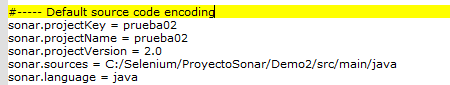 #----- Default source code encoding
sonar.projectKey = prueba02
sonar.projectName = prueba02
sonar.projectVersion = 2.0
sonar.sources = C:/Selenium/ProyectoSonar/Demo2/src/main/java
sonar.language = java